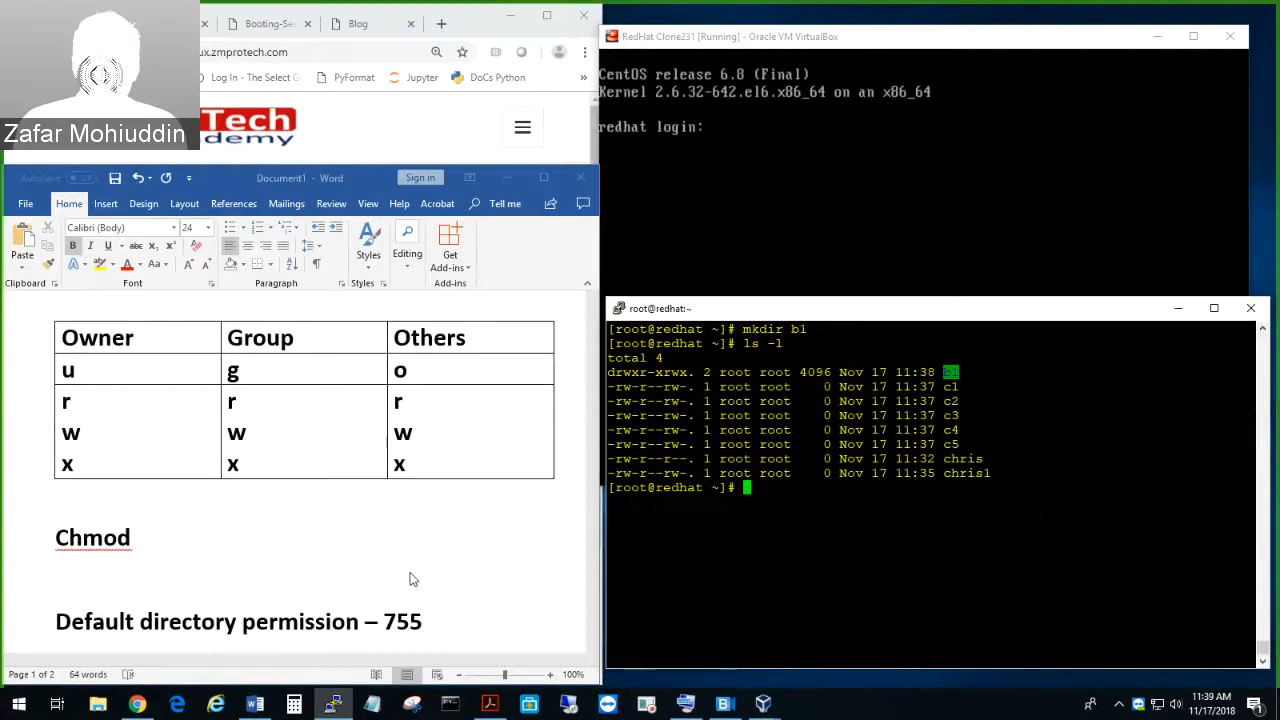 Booting-Se
Blog
ux.zmprotech.com
Log In - The Select G
PyFormat
Jupyter
DoCs Python
»
Tech
demy
Zafar Mohiuddin
AutoSave
Off
Document1 - Word
Sign in
File Home Insert Design Layout References Mailings Review View Help Acrobat Tell me
Calibri (Body) 24
Paste
B I U abc X₂ X²
A A Aa A A
Styles
Editing
Get
Add-ins
Clipboard Font Paragraph Styles Add-ins
Owner Group Others
u g o
r r r
w w w
x x x
Chmod
Default directory permission – 755
Page 1 of 2 64 words 100%
RedHat Clone231 [Running] - Oracle VM VirtualBox
CentOS release 6.8 (Final)
Kernel 2.6.32-642.el6.x86_64 on an x86_64
redhat login:
root@redhat:~
[root@redhat ~]# mkdir b1
[root@redhat ~]# ls -l
total 4
drwxr-xrwx. 2 root root 4096 Nov 17 11:38 b1
-rw-r--rw-. 1 root root 0 Nov 17 11:37 c1
-rw-r--rw-. 1 root root 0 Nov 17 11:37 c2
-rw-r--rw-. 1 root root 0 Nov 17 11:37 c3
-rw-r--rw-. 1 root root 0 Nov 17 11:37 c4
-rw-r--rw-. 1 root root 0 Nov 17 11:37 c5
-rw-r--r--. 1 root root 0 Nov 17 11:32 chris
-rw-r--rw-. 1 root root 0 Nov 17 11:35 chris1
[root@redhat ~]#
11:39 AM
11/17/2018